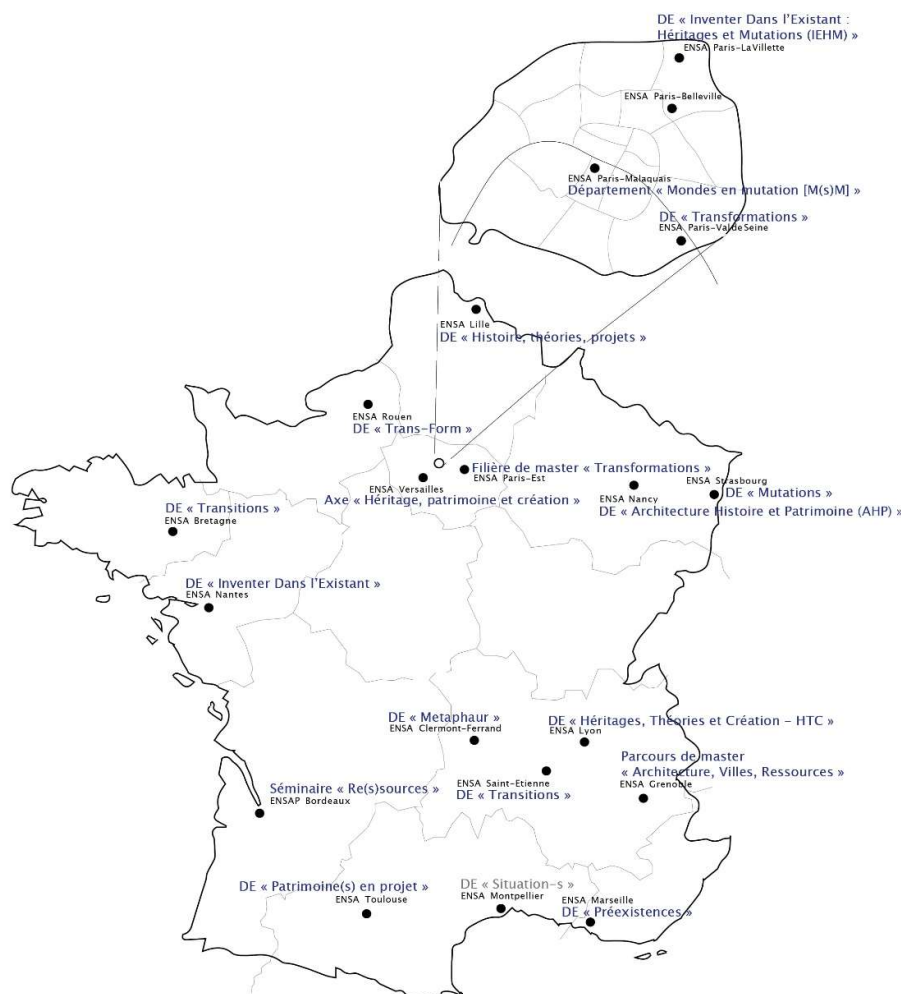 DE « Inventer Dans l’Existant :
Héritages et Mutations (IEHM) »
ENSA Paris-LaVillette
ENSA Paris-Belleville
ENSA Paris-Malaquais
Département « Mondes en mutation [M(s)M] »
DE « Transformations »
ENSA Paris-ValdeSeine
ENSA Lille
DE « Histoire, théories, projets »
ENSA Rouen
DE « Trans-Form »
Filière de master « Transformations »
ENSA Paris-Est
ENSA Versailles
Axe « Héritage, patrimoine et création »
ENSA Strasbourg
DE « Mutations »
ENSA Nancy
DE « Architecture Histoire et Patrimoine (AHP) »
DE « Transitions »
ENSA Bretagne
DE « Inventer Dans l’Existant »
ENSA Nantes
DE « Metaphaur »
ENSA Clermont-Ferrand
DE « Héritages, Théories et Création - HTC »
ENSA Lyon
Parcours de master
« Architecture, Villes, Ressources »
ENSA Grenoble
ENSA Saint-Etienne
DE « Transitions »
Séminaire « Re(s)sources »
ENSAP Bordeaux
DE « Patrimoine(s) en projet »
ENSA Toulouse
DE « Situation-s »
ENSA Montpellier
ENSA Marseille
DE « Préexistences »